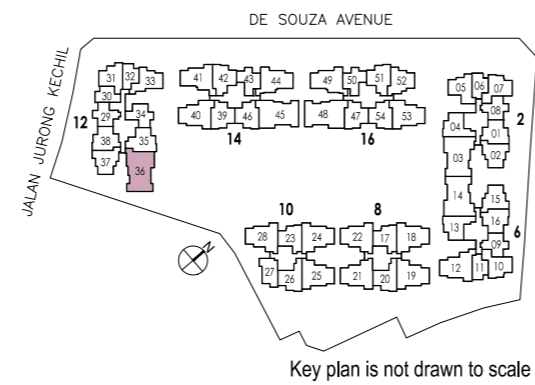 DE SOUZA AVENUE
JALAN JURONG KECHIL
31 32 33
41 42 43 44
49 50 51 52
05 06 07
30
29
34
08
12
40 39 46 45
48 47 54 53
04
01
2
38
35
14
16
03
02
37
36
14
15
10
8
13
16
28 23 24
22 17 18
6
09
N
27 26 25
21 20 19
12 11 10
Key plan is not drawn to scale